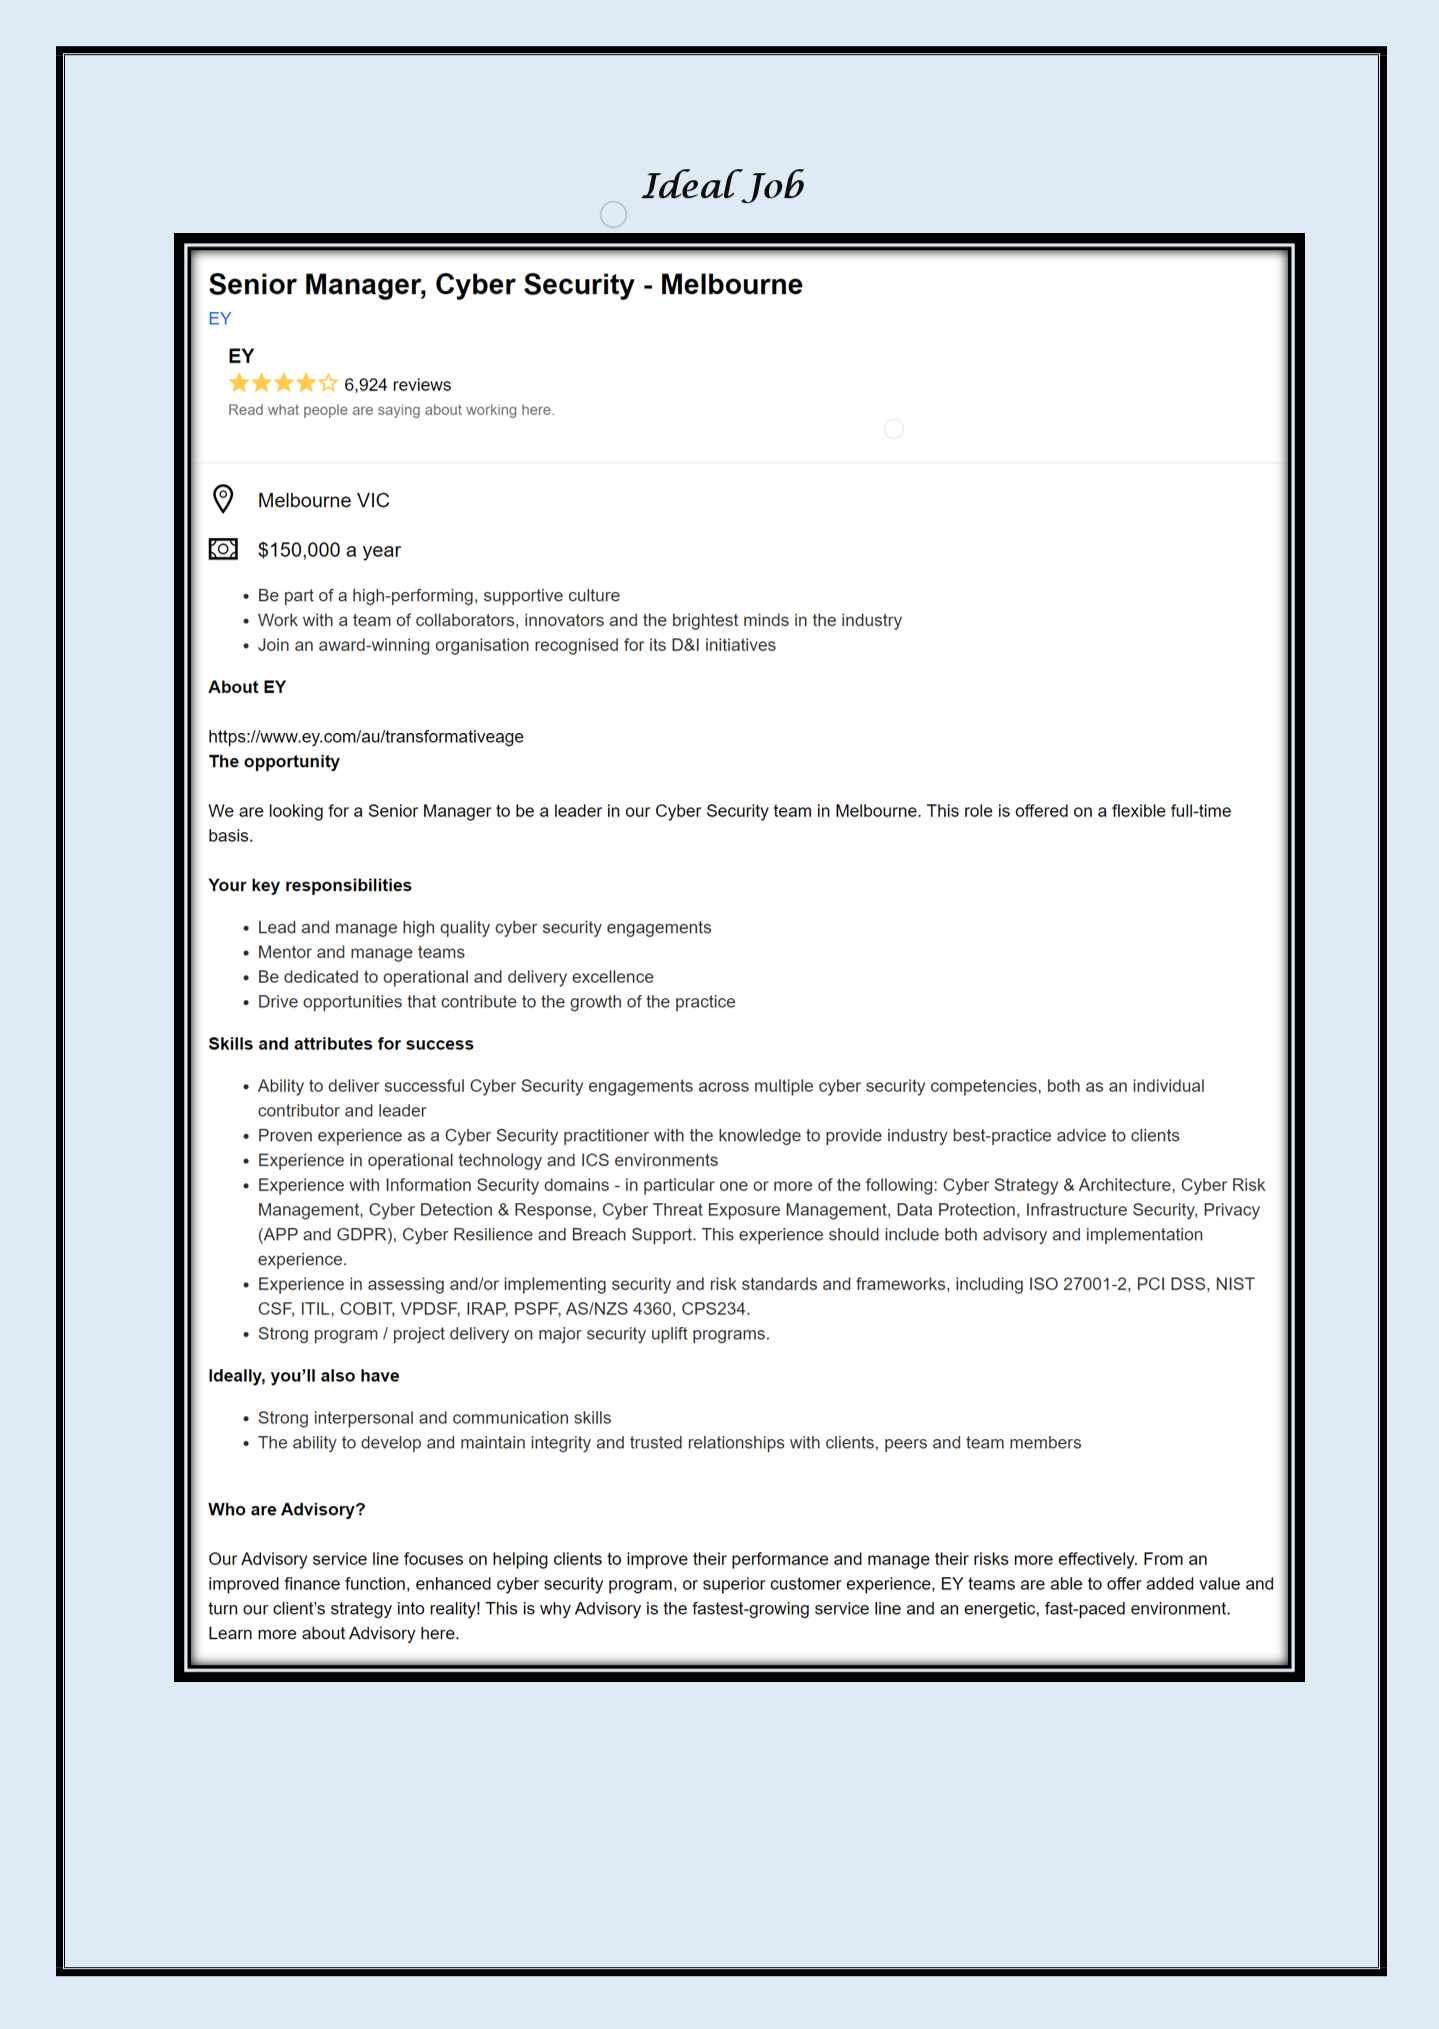 Ideal Job
Senior Manager, Cyber Security - Melbourne
EY
EY
6,924 reviews
Read what people are saying about working here.
Melbourne VIC
$150,000 a year
• Be part of a high-performing, supportive culture
• Work with a team of collaborators, innovators and the brightest minds in the industry
• Join an award-winning organisation recognised for its D&I initiatives
About EY
https://www.ey.com/au/transformativeage
The opportunity
We are looking for a Senior Manager to be a leader in our Cyber Security team in Melbourne. This role is offered on a flexible full-time
basis.
Your key responsibilities
• Lead and manage high quality cyber security engagements
• Mentor and manage teams
• Be dedicated to operational and delivery excellence
• Drive opportunities that contribute to the growth of the practice
Skills and attributes for success
• Ability to deliver successful Cyber Security engagements across multiple cyber security competencies, both as an individual
contributor and leader
• Proven experience as a Cyber Security practitioner with the knowledge to provide industry best-practice advice to clients
• Experience in operational technology and ICS environments
• Experience with Information Security domains - in particular one or more of the following: Cyber Strategy & Architecture, Cyber Risk
Management, Cyber Detection & Response, Cyber Threat Exposure Management, Data Protection, Infrastructure Security, Privacy
(APP and GDPR), Cyber Resilience and Breach Support. This experience should include both advisory and implementation
experience.
• Experience in assessing and/or implementing security and risk standards and frameworks, including ISO 27001-2, PCI DSS, NIST
CSF, ITIL, COBIT, VPDSF, IRAP, PSPF, AS/NZS 4360, CPS234.
• Strong program / project delivery on major security uplift programs.
Ideally, you’ll also have
• Strong interpersonal and communication skills
• The ability to develop and maintain integrity and trusted relationships with clients, peers and team members
Who are Advisory?
Our Advisory service line focuses on helping clients to improve their performance and manage their risks more effectively. From an
improved finance function, enhanced cyber security program, or superior customer experience, EY teams are able to offer added value and
turn our client’s strategy into reality! This is why Advisory is the fastest-growing service line and an energetic, fast-paced environment.
Learn more about Advisory here.